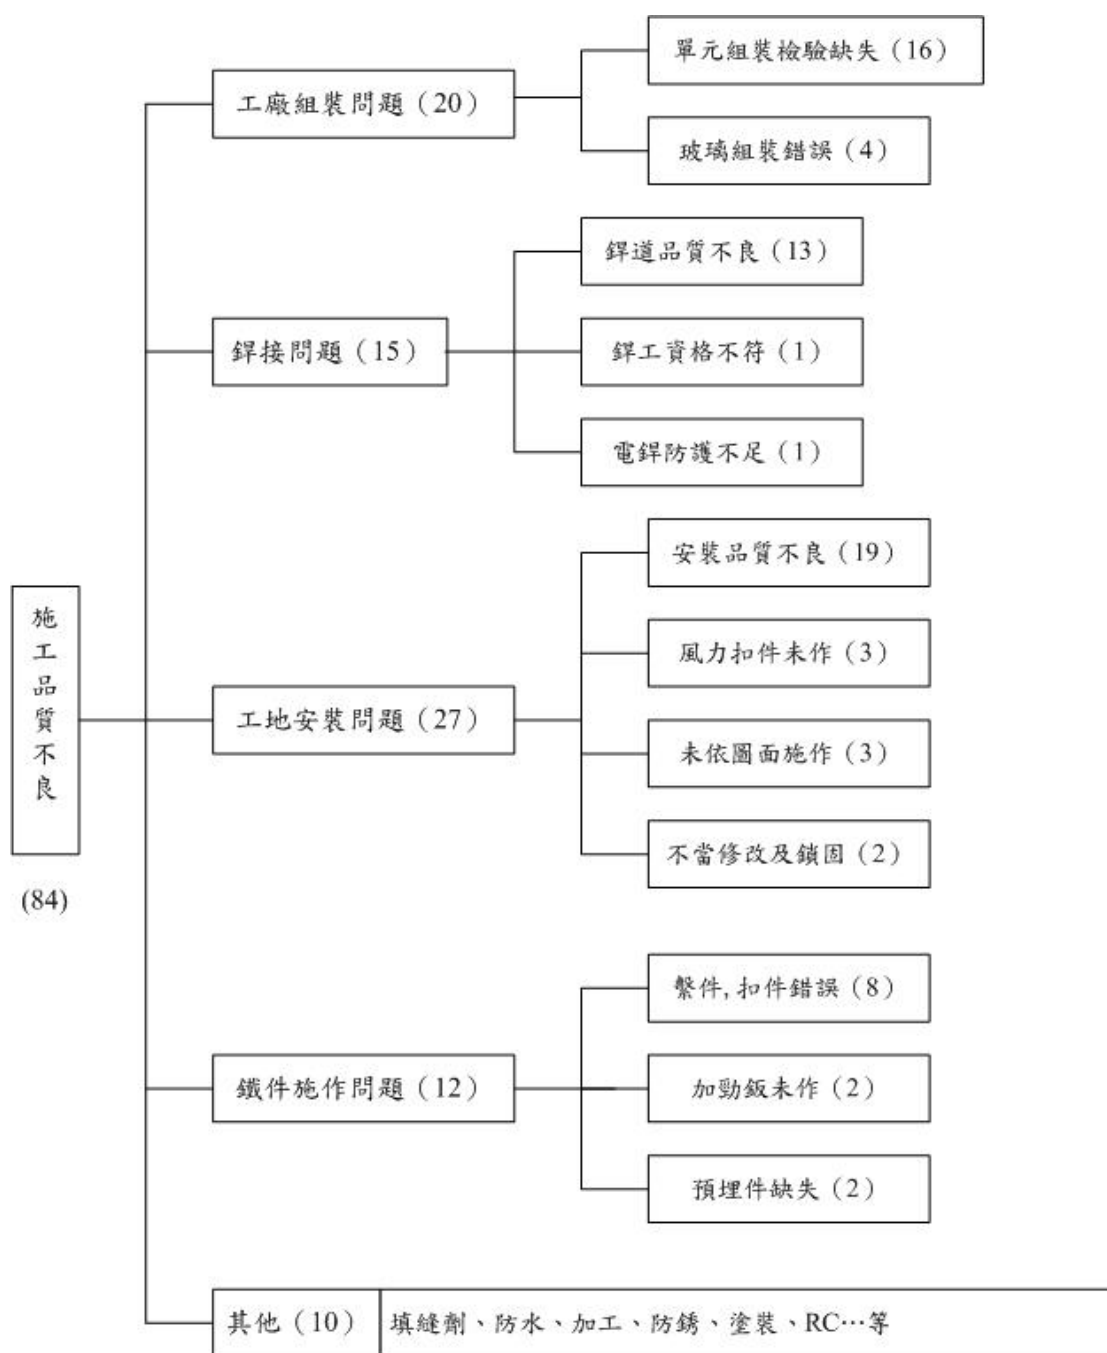 單元組裝檢驗缺失（16）
工廠組裝問題（20）
玻璃組裝錯誤（4）
銲道品質不良（13）
銲接問題（15）
銲工資格不符（1）
電銲防護不足（1）
安裝品質不良（19）
風力扣件未作（3）
施工品質不良
(84)
工地安裝問題（27）
未依圖面施作（3）
不當修改及鎖固（2）
繫件,扣件錯誤（8）
鐵件施作問題（12）
加勁鈑未作（2）
預埋件缺失（2）
其他（10）
填縫劑、防水、加工、防銹、塗裝、RC…等